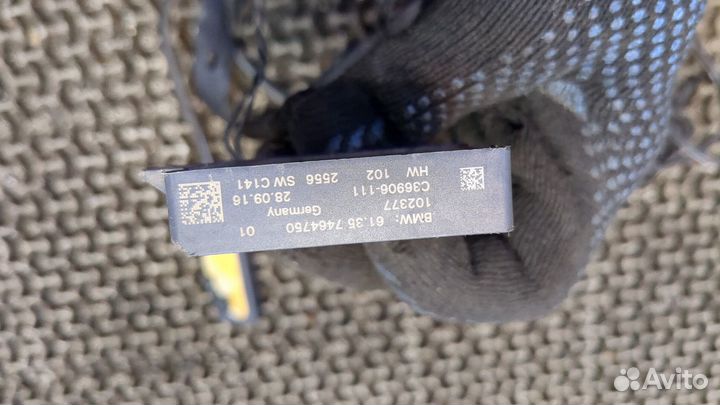 BMW: 61.35 7464750 01
102377 Germany
C36906-111 28.09.16
HW 102 2556 SW C141
Avito